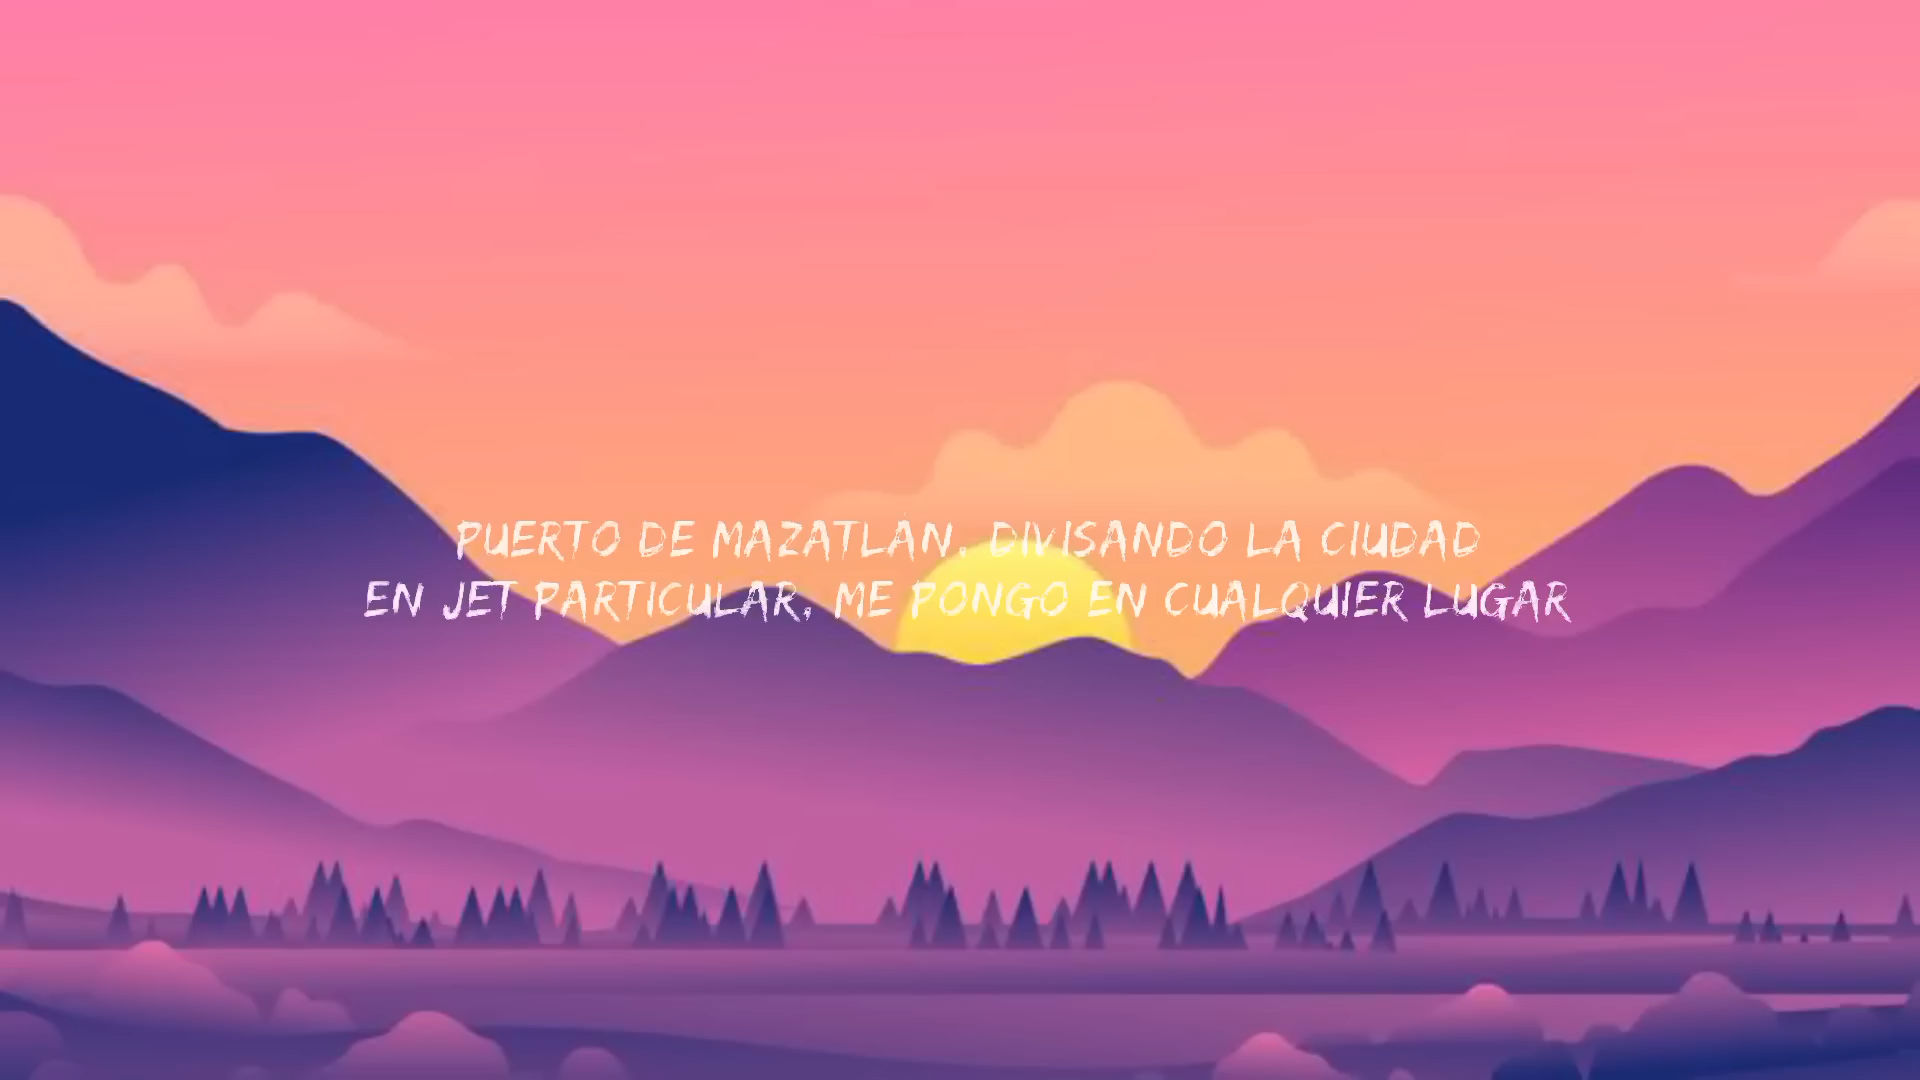 PUERTO DE MAZATLAN, DIVISANDO LA CIUDAD
EN JET PARTICULAR, ME PONGO EN CUALQUIER LUGAR